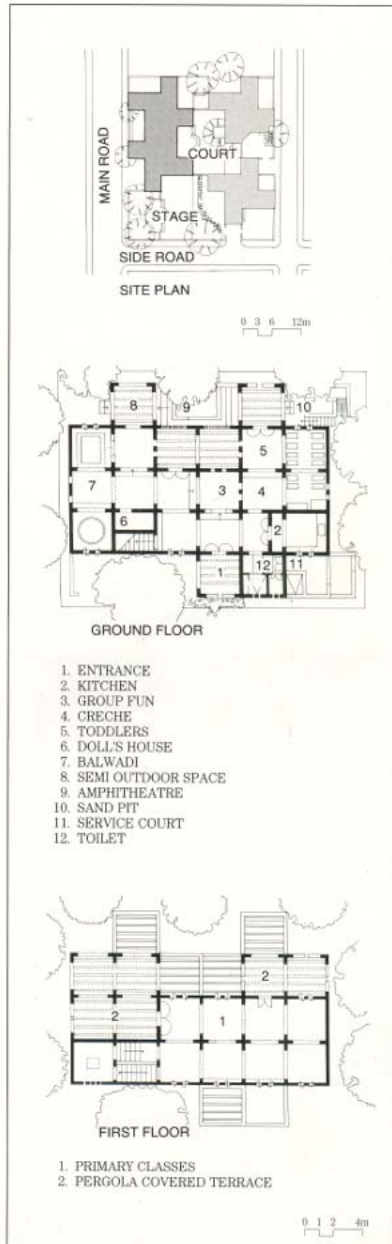 MAIN ROAD
COURT
STAGE
SIDE ROAD
SITE PLAN
0 3 6 12m
8
9
10
5
7
3
4
6
2
1
12
11
GROUND FLOOR
1. ENTRANCE
2. KITCHEN
3. GROUP FUN
4. CRECHE
5. TODDLERS
6. DOLL'S HOUSE
7. BALWADI
8. SEMI OUTDOOR SPACE
9. AMPHITHEATRE
10. SAND PIT
11. SERVICE COURT
12. TOILET
2
2
1
FIRST FLOOR
1. PRIMARY CLASSES
2. PERGOLA COVERED TERRACE
0 1 2 4m